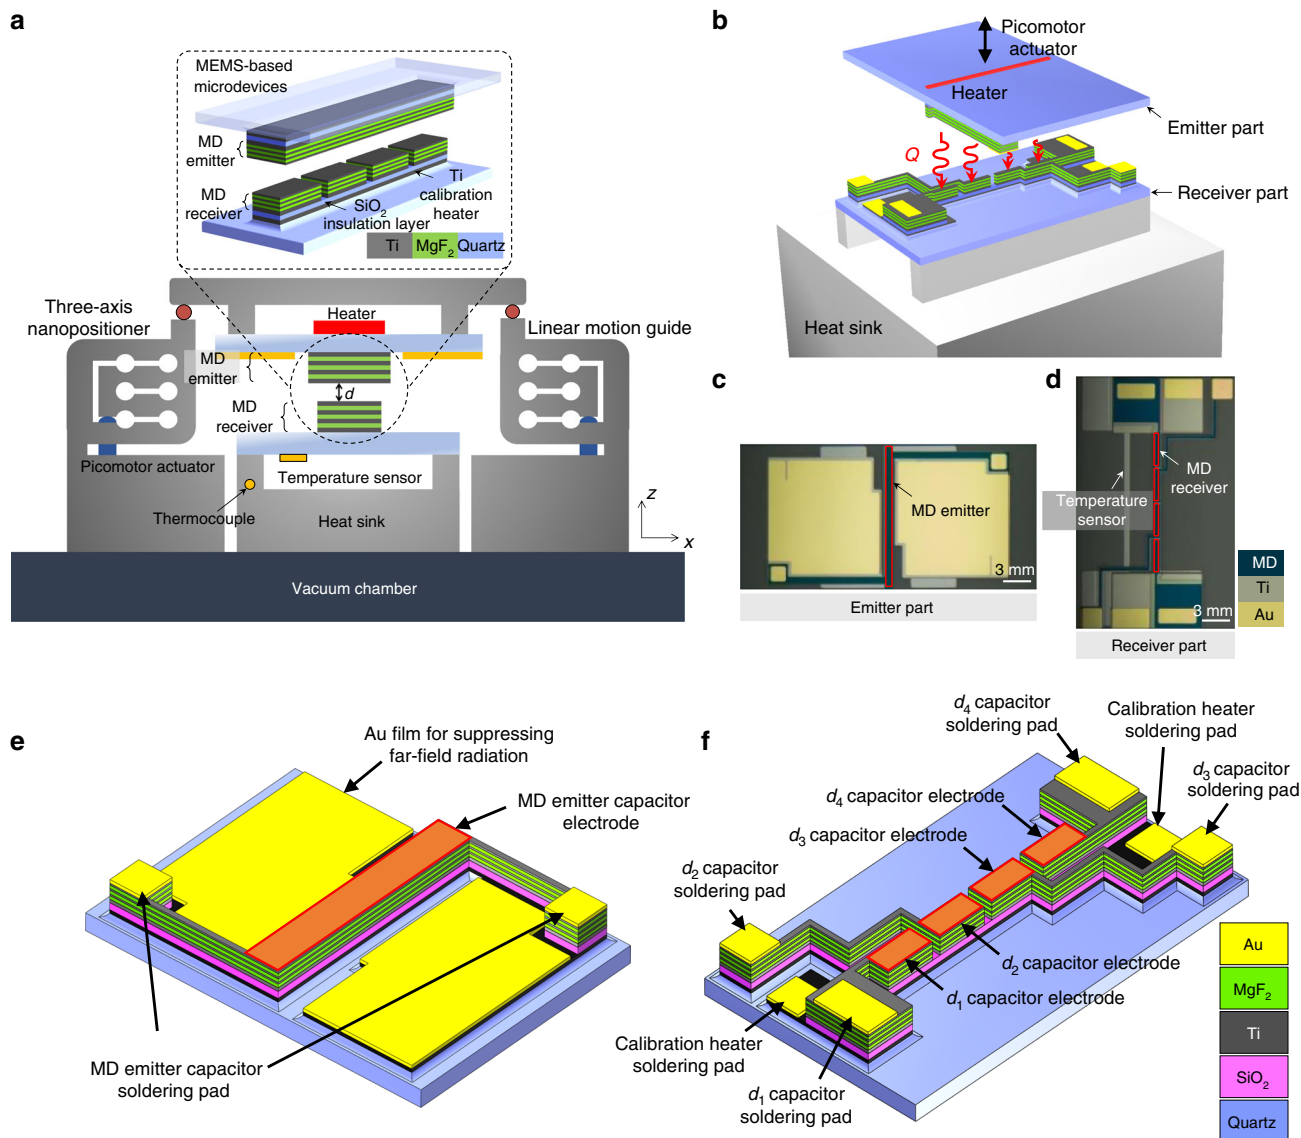 a
MEMS-based
microdevices
MD
emitter
MD
receiver
Ti
calibration
heater
SiO2
insulation layer
Ti
MgF2
Quartz
Three-axis
nanopositioner
Heater
Linear motion guide
MD
emitter
d
MD
receiver
Picomotor actuator
Temperature sensor
Thermocouple
Heat sink
z
x
Vacuum chamber
b
Picomotor
actuator
Heater
Emitter part
Q
Receiver part
Heat sink
c
MD emitter
3 mm
Emitter part
d
MD
receiver
Temperature
sensor
3 mm
Receiver part
MD
Ti
Au
e
Au film for suppressing
far-field radiation
MD emitter capacitor
electrode
MD emitter capacitor
soldering pad
f
d4 capacitor
soldering pad
Calibration heater
soldering pad
d3 capacitor
soldering pad
d4 capacitor electrode
d3 capacitor electrode
d2 capacitor
soldering pad
d2 capacitor electrode
d1 capacitor electrode
Calibration heater
soldering pad
d1 capacitor
soldering pad
Au
MgF2
Ti
SiO2
Quartz